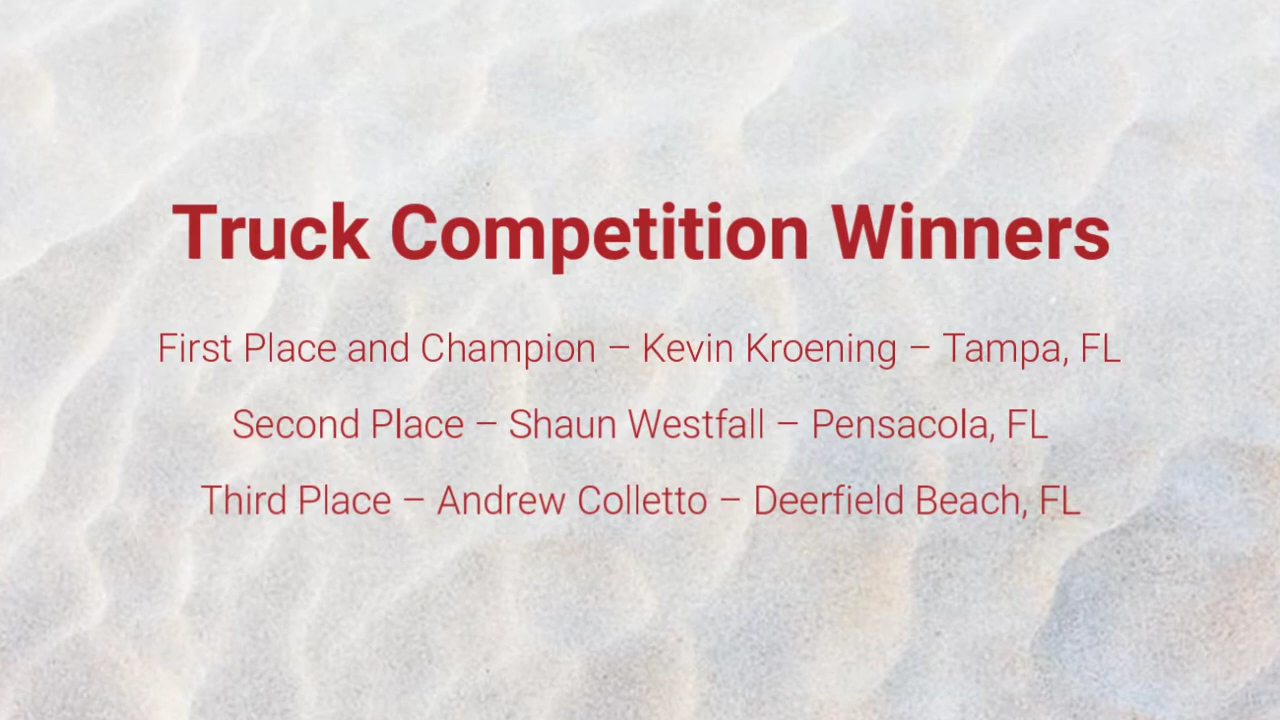 Truck Competition Winners
First Place and Champion – Kevin Kroening – Tampa, FL
Second Place – Shaun Westfall – Pensacola, FL
Third Place – Andrew Colletto – Deerfield Beach, FL